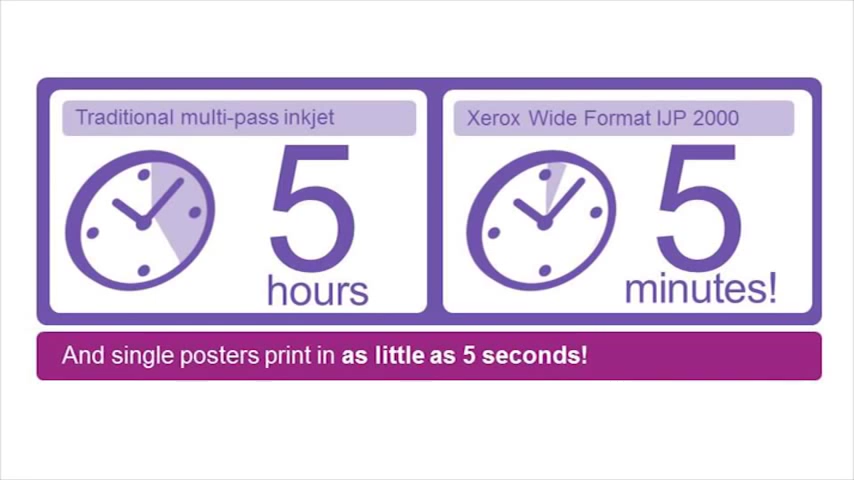 Traditional multi-pass inkjet
5
hours
Xerox Wide Format IJP 2000
5
minutes!
And single posters print in as little as 5 seconds!